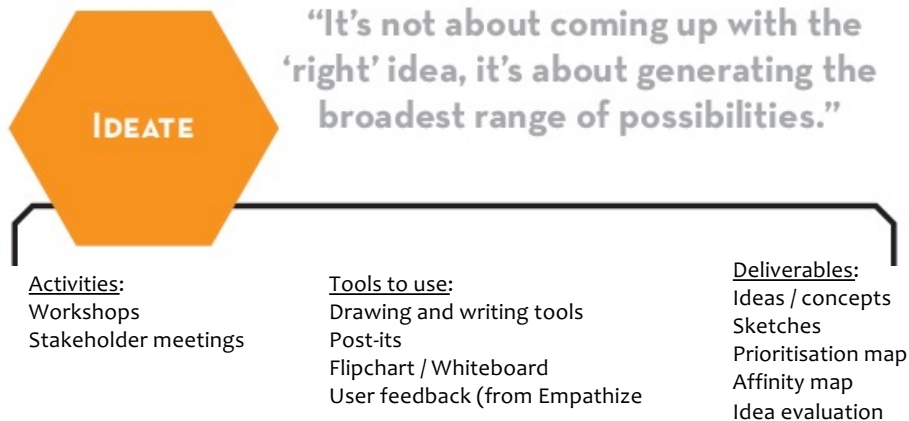 IDEATE
“It’s not about coming up with the
‘right’ idea, it’s about generating the
broadest range of possibilities.”
Activities:
Workshops
Stakeholder meetings
Tools to use:
Drawing and writing tools
Post-its
Flipchart / Whiteboard
User feedback (from Empathize
Deliverables:
Ideas / concepts
Sketches
Prioritisation map
Affinity map
Idea evaluation